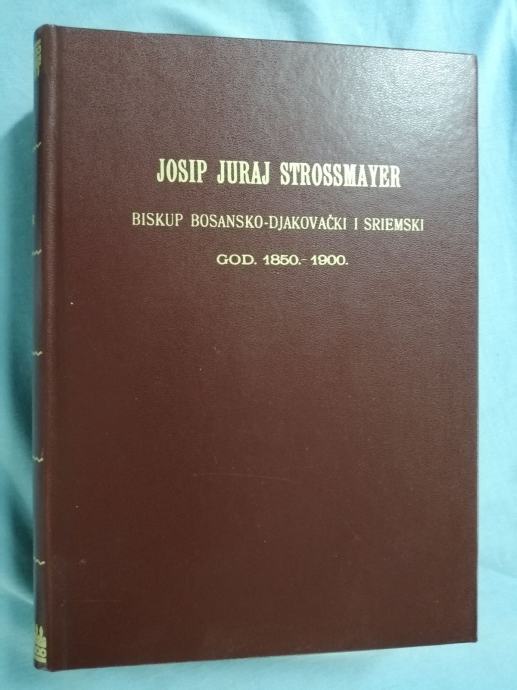 JOSIP JURAJ STROSSMAYER
BISKUP BOSANSKO-DJAKOVAČKI I SRIEMSKI
GOD. 1850.-1900.